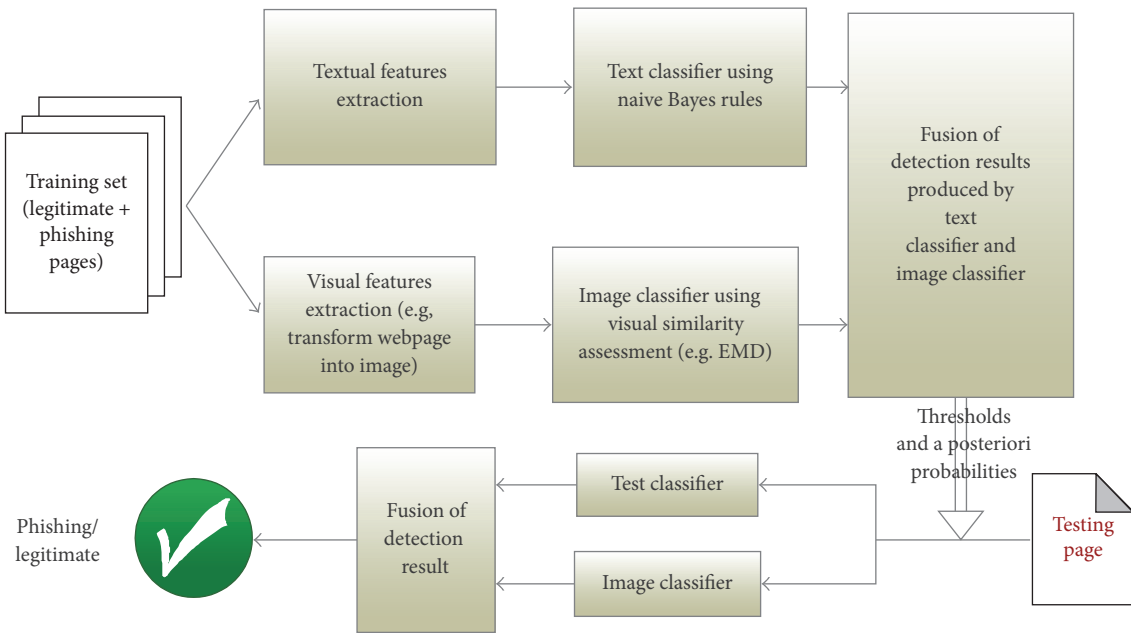 Training set
(legitimate +
phishing
pages)
Textual features
extraction
Text classifier using
naive Bayes rules
Visual features
extraction (e.g,
transform webpage
into image)
Image classifier using
visual similarity
assessment (e.g. EMD)
Fusion of
detection results
produced by
text
classifier and
image classifier
Thresholds
and a posteriori
probabilities
Testing
page
Test classifier
Image classifier
Fusion of
detection
result
Phishing/
legitimate